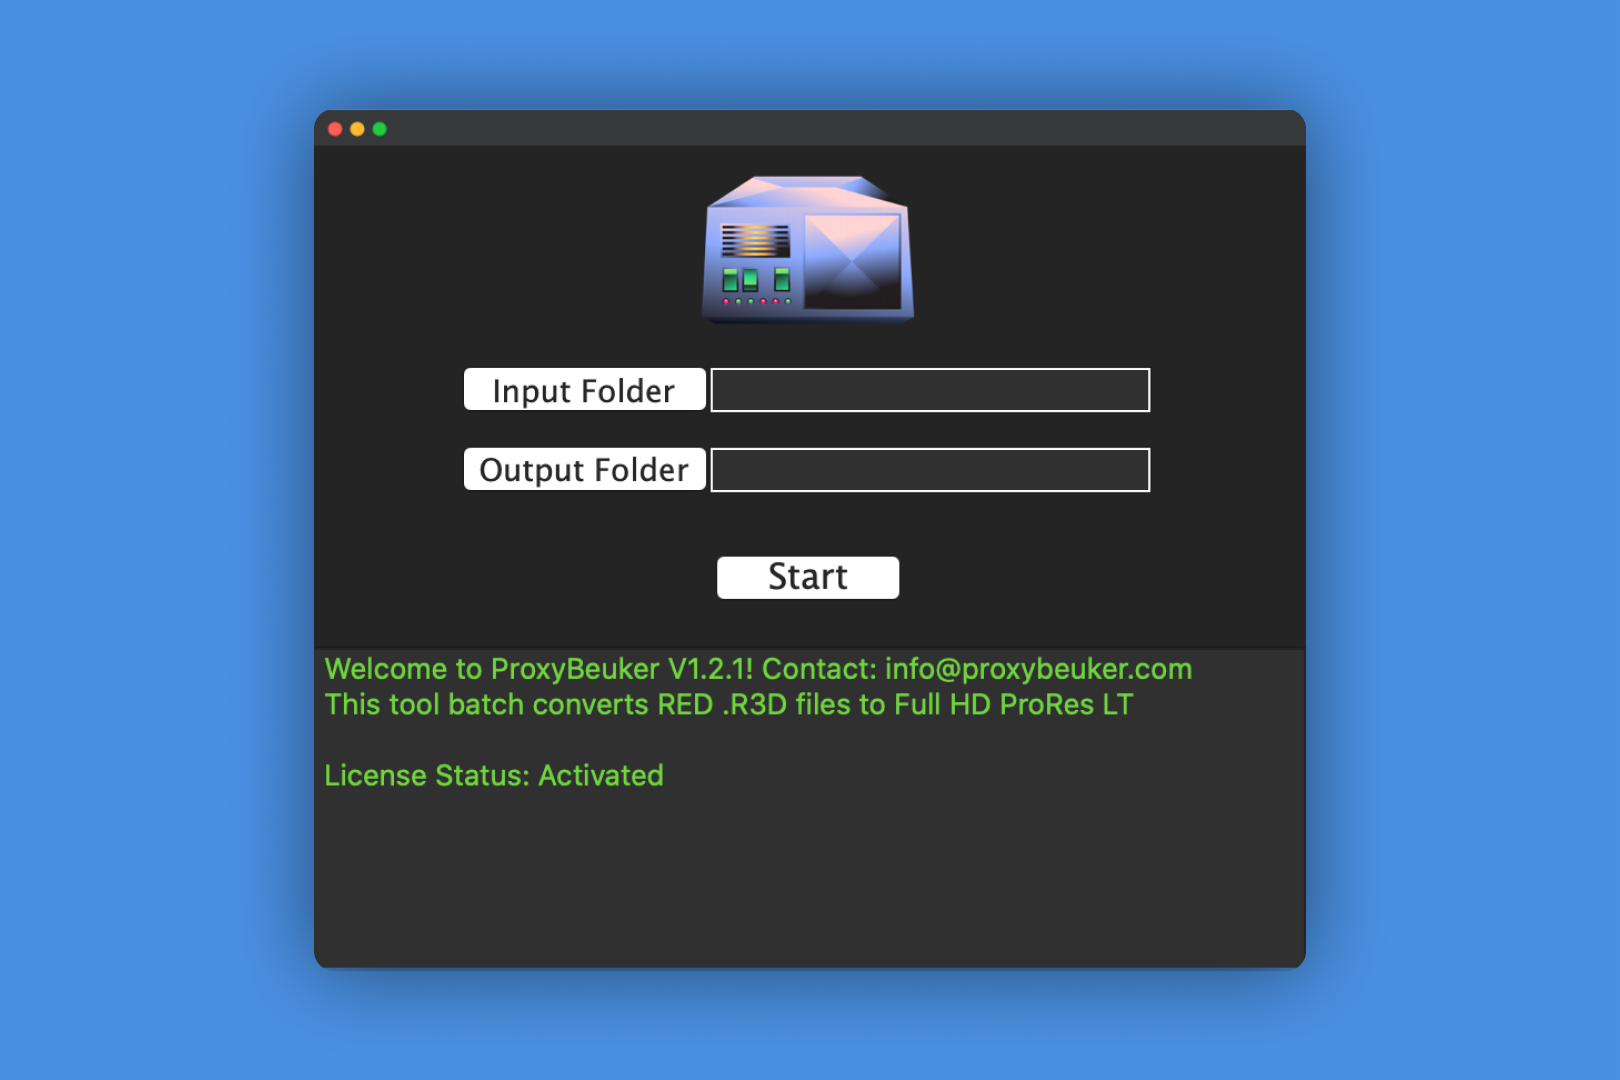 Input Folder
Output Folder
Start
Welcome to ProxyBeuker V1.2.1! Contact: info@proxybeuker.com
This tool batch converts RED .R3D files to Full HD ProRes LT
License Status: Activated